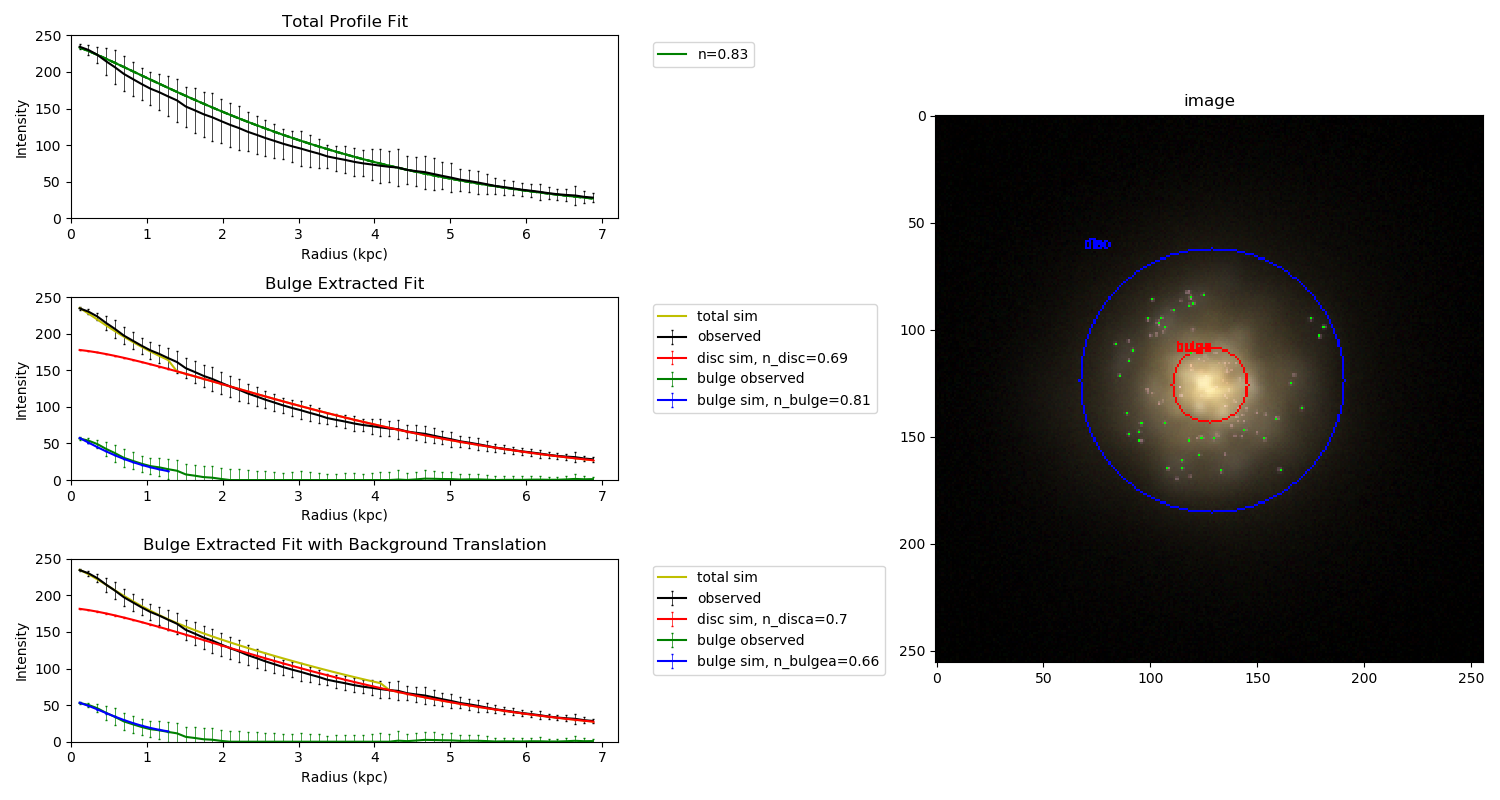 Total Profile Fit
250
200
150
100
50
0
Intensity
0 1 2 3 4 5 6 7
Radius (kpc)
n=0.83
Bulge Extracted Fit
250
200
150
100
50
0
Intensity
0 1 2 3 4 5 6 7
Radius (kpc)
total sim
observed
disc sim, n_disc=0.69
bulge observed
bulge sim, n_bulge=0.81
Bulge Extracted Fit with Background Translation
250
200
150
100
50
0
Intensity
0 1 2 3 4 5 6 7
Radius (kpc)
total sim
observed
disc sim, n_disca=0.7
bulge observed
bulge sim, n_bulgea=0.66
image
0
50
100
150
200
250
0 50 100 150 200 250
bulge